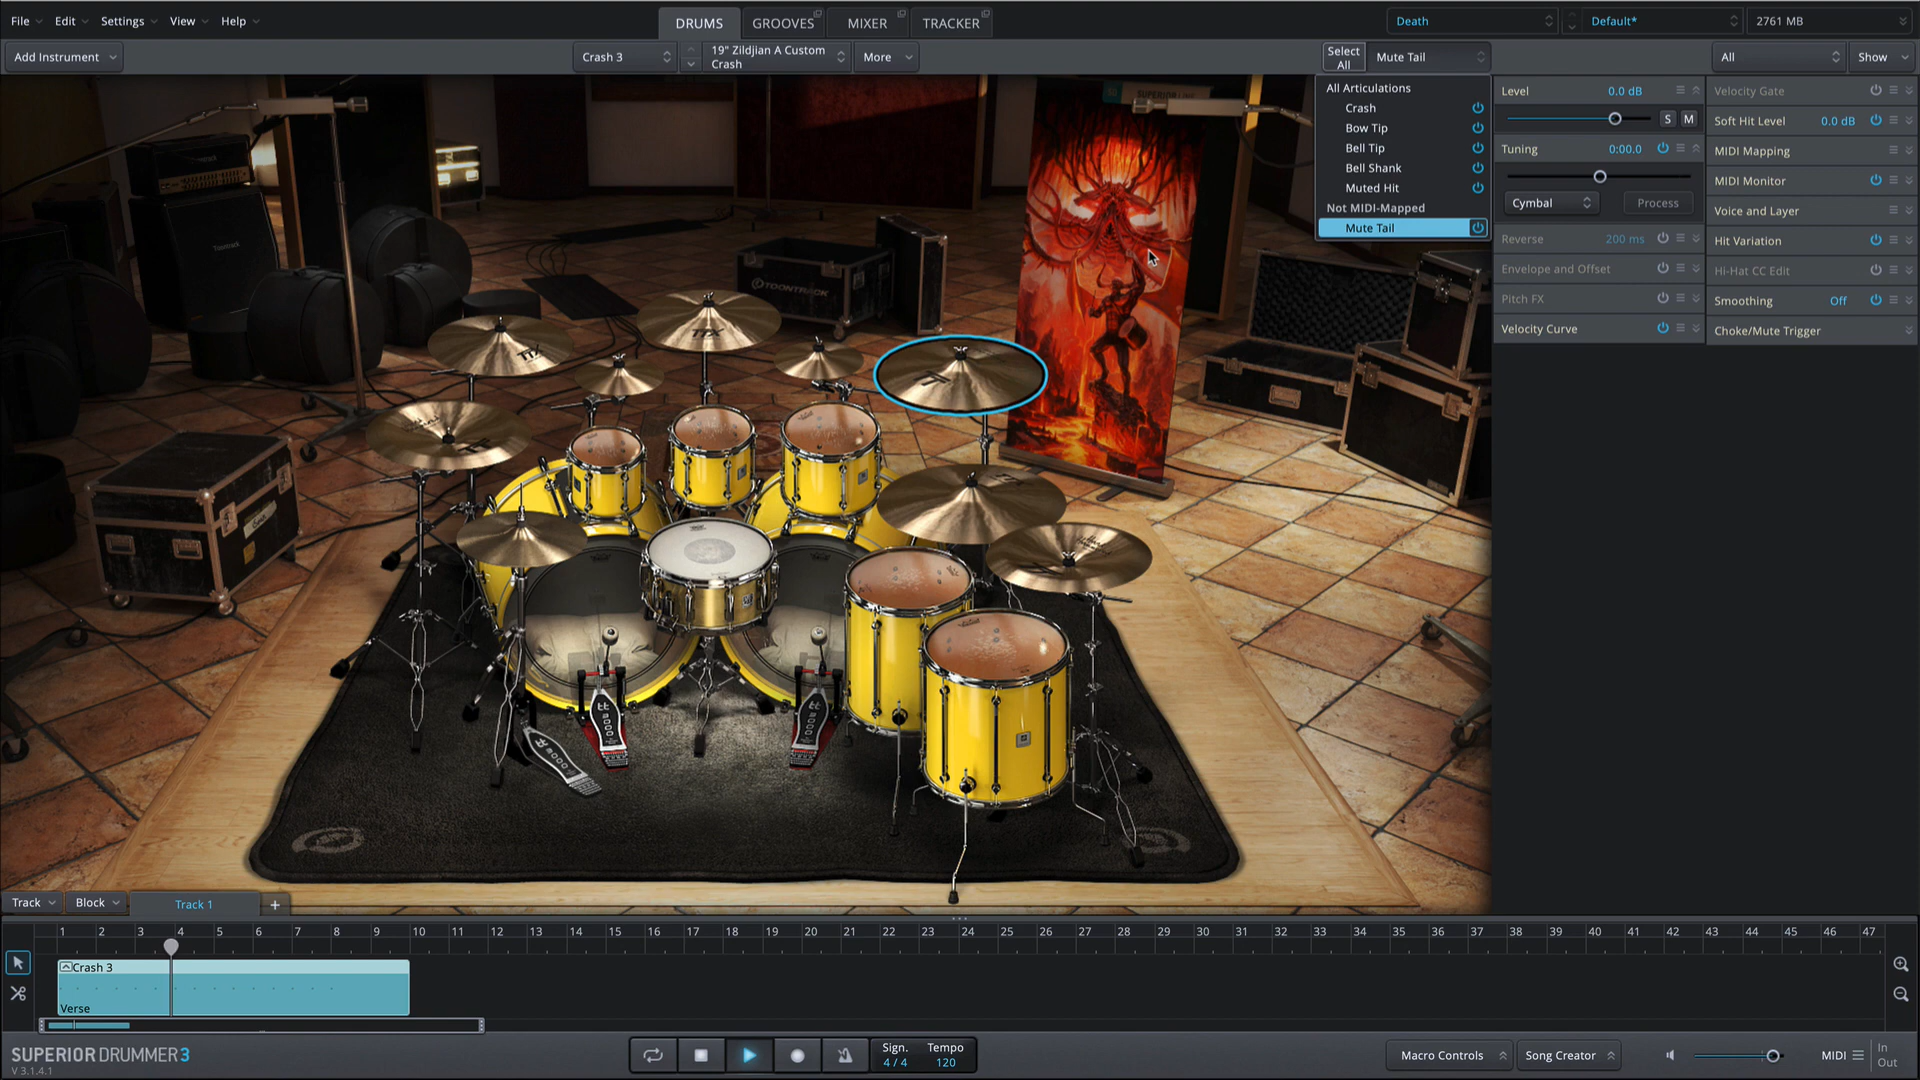 File Edit Settings View Help
DRUMS GROOVES MIXER TRACKER
Death Default* 2761 MB
Add Instrument
Crash 3
19" Zildjian A Custom
Crash
More
Select
All
Mute Tail
All
Show
All Articulations
Crash
Bow Tip
Bell Tip
Bell Shank
Muted Hit
Not MIDI-Mapped
Mute Tail
Level 0.0 dB
S M
Tuning 0:00.0
Cymbal Process
Reverse 200 ms
Envelope and Offset
Pitch FX
Velocity Curve
Velocity Gate
Soft Hit Level 0.0 dB
MIDI Mapping
MIDI Monitor
Voice and Layer
Hit Variation
Hi-Hat CC Edit
Smoothing Off
Choke/Mute Trigger
SUPERIOR
TOONTRACK
Toontrack
TTX
Track Block Track 1 +
1 2 3 4 5 6 7 8 9 10 11 12 13 14 15 16 17 18 19 20 21 22 23 24 25 26 27 28 29 30 31 32 33 34 35 36 37 38 39 40 41 42 43 44 45 46 47
Crash 3
Verse
SUPERIOR DRUMMER 3
V 3.1.4.1
Sign. Tempo
4 / 4 120
Macro Controls
Song Creator
MIDI
In
Out